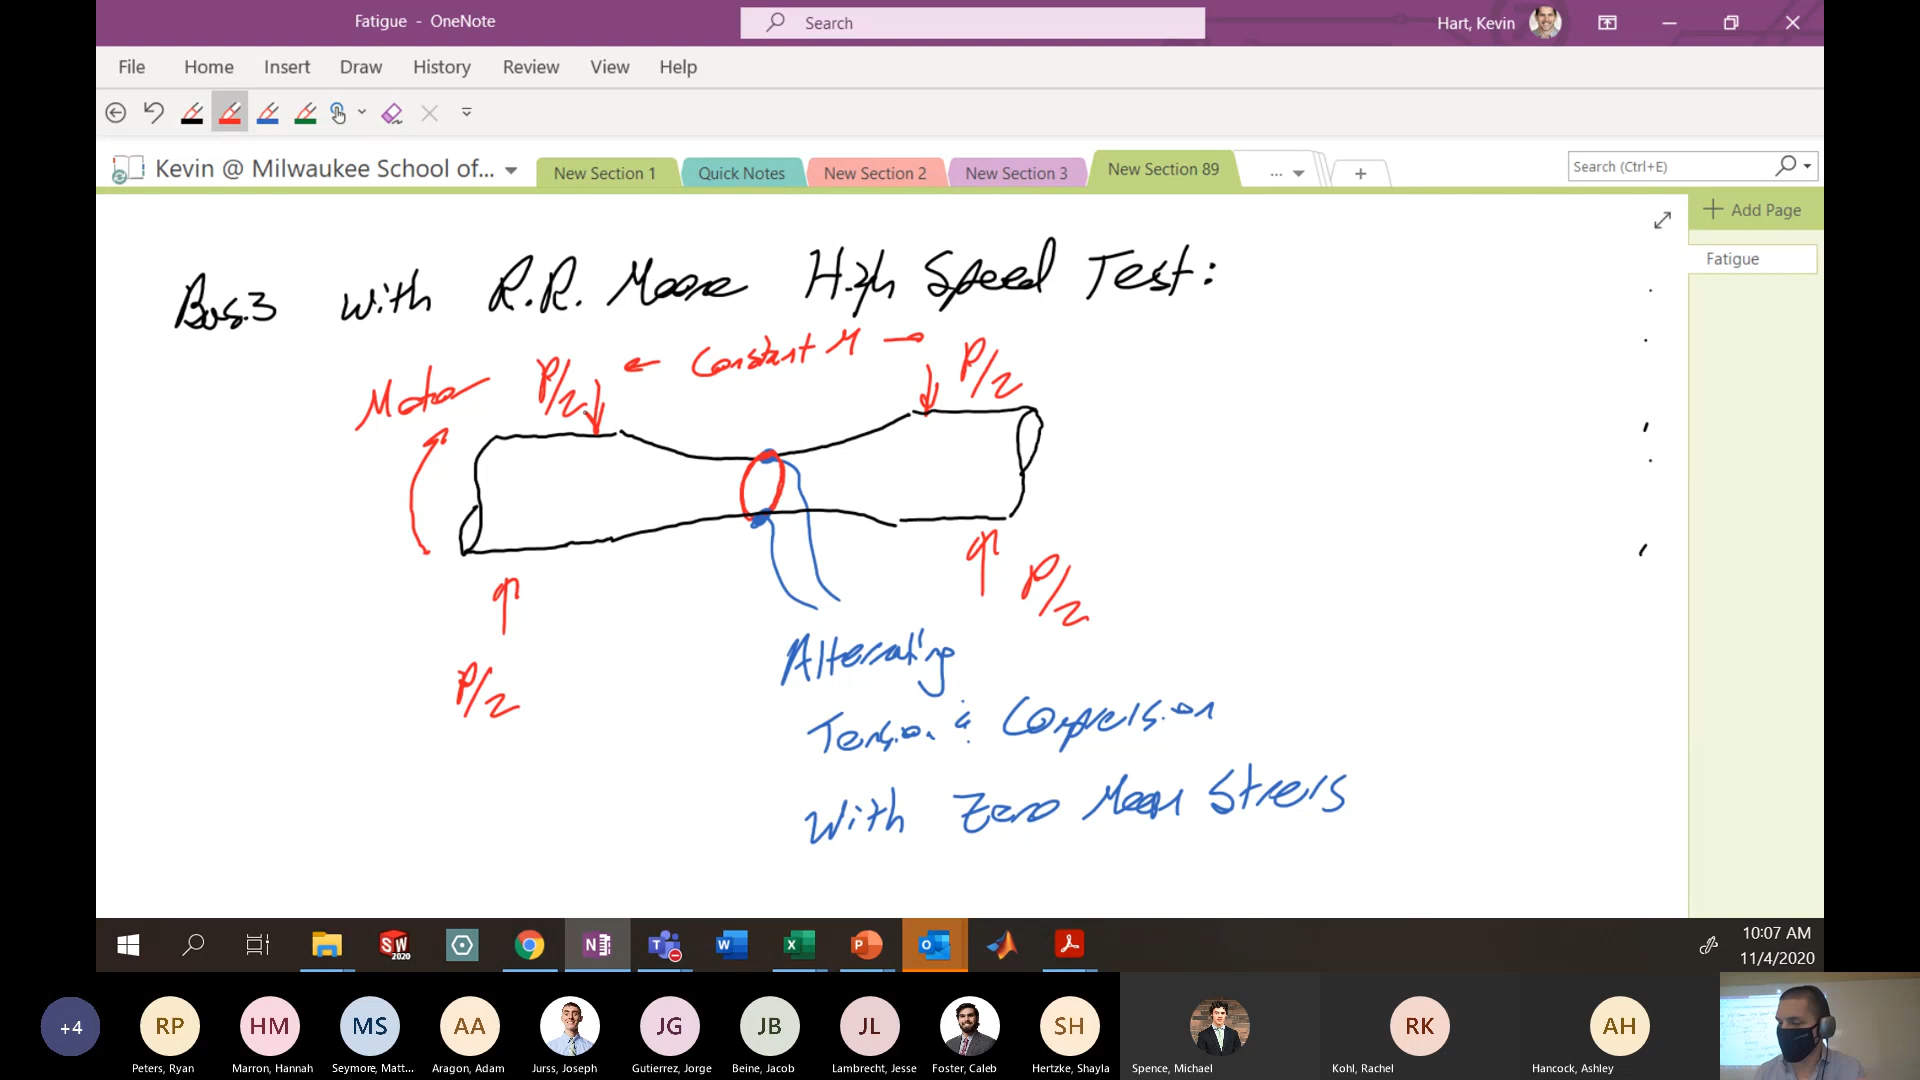 Fatigue - OneNote
Search
Hart, Kevin
File Home Insert Draw History Review View Help
Kevin @ Milwaukee School of...
New Section 1
Quick Notes
New Section 2
New Section 3
New Section 89
...
Search (Ctrl+E)
Add Page
Fatigue
With R.R. Moore High Speed Test:
← Constant M →
Motor
P/2
P/2
P/2
P/2
Alternating
Tension & Compression
With Zero Mean Stress
SW
2020
N
T
W
X
P
O
10:07 AM
11/4/2020
+4
RP
HM
MS
AA
JG
JB
JL
SH
RK
AH
Peters, Ryan
Marron, Hannah
Seymore, Matt...
Aragon, Adam
Jurss, Joseph
Gutierrez, Jorge
Beine, Jacob
Lambrecht, Jesse
Foster, Caleb
Hertzke, Shayla
Spence, Michael
Kohl, Rachel
Hancock, Ashley